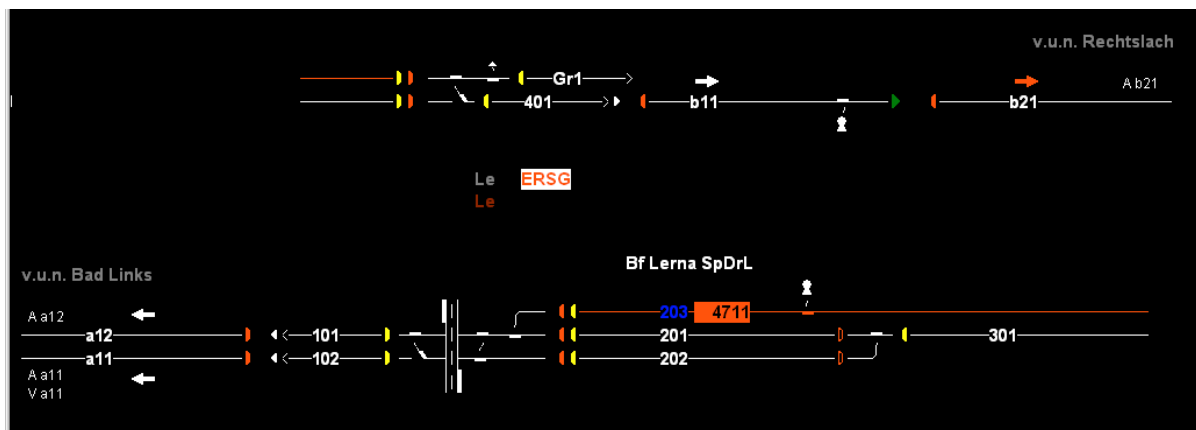 v.u.n. Rechtslach
Gr1
A b21
401 b11 b21
Le ERSG
Le
Bf Lerna SpDrL
v.u.n. Bad Links
203 4711
A a12
a12 101 201 301
a11 102 202
A a11
V a11